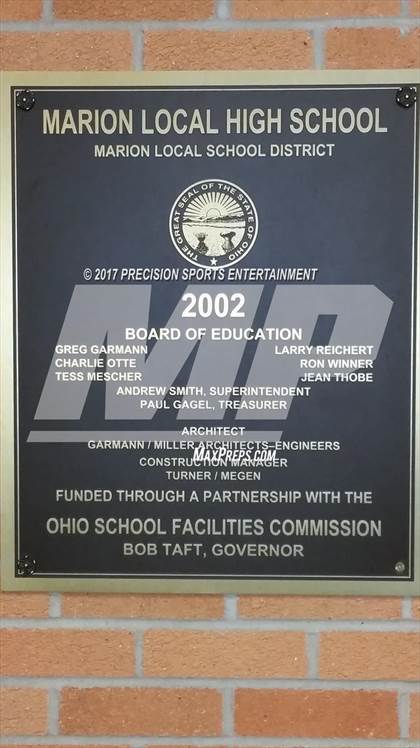 MARION LOCAL HIGH SCHOOL
MARION LOCAL SCHOOL DISTRICT
THE GREAT SEAL OF THE STATE OF OHIO
© 2017 PRECISION SPORTS ENTERTAINMENT
MP
2002
BOARD OF EDUCATION
GREG GARMANN LARRY REICHERT
CHARLIE OTTE RON WINNER
TESS MESCHER JEAN THOBE
ANDREW SMITH, SUPERINTENDENT
PAUL GAGEL, TREASURER
ARCHITECT
GARMANN / MILLER ARCHITECTS-ENGINEERS
MAXPREPS.COM
CONSTRUCTION MANAGER
TURNER / MEGEN
FUNDED THROUGH A PARTNERSHIP WITH THE
OHIO SCHOOL FACILITIES COMMISSION
BOB TAFT, GOVERNOR